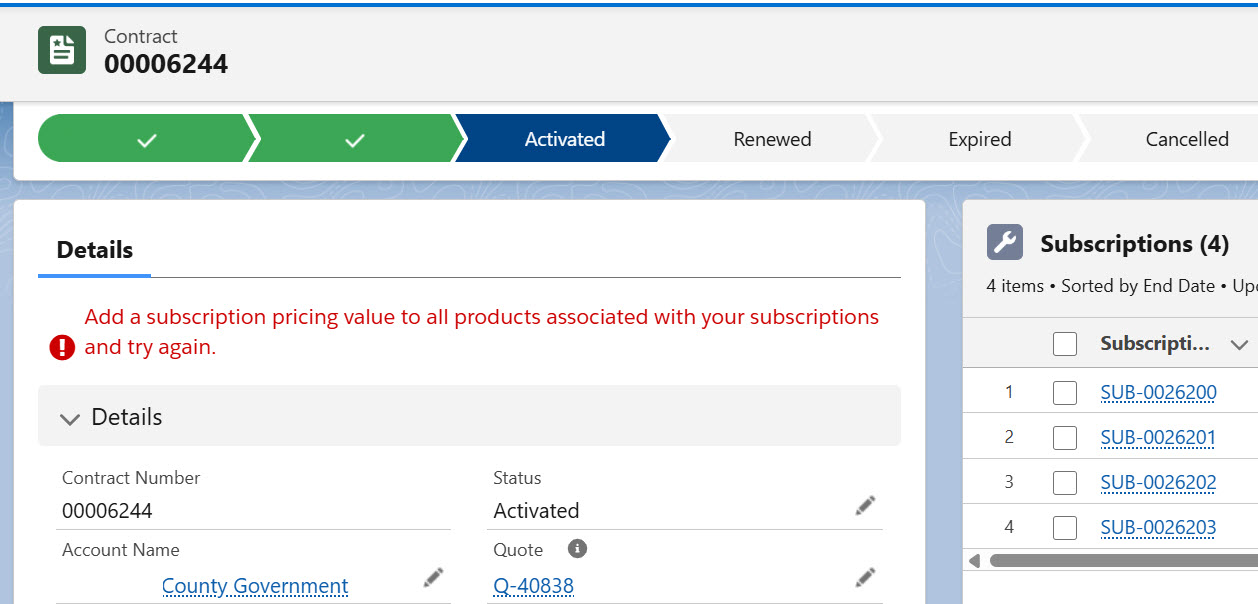 Contract
00006244
Activated
Renewed
Expired
Cancelled
Details
Add a subscription pricing value to all products associated with your subscriptions
and try again.
Details
Contract Number
00006244
Status
Activated
Account Name
County Government
Quote
Q-40838
Subscriptions (4)
4 items • Sorted by End Date •
Subscripti...
1 SUB-0026200
2 SUB-0026201
3 SUB-0026202
4 SUB-0026203